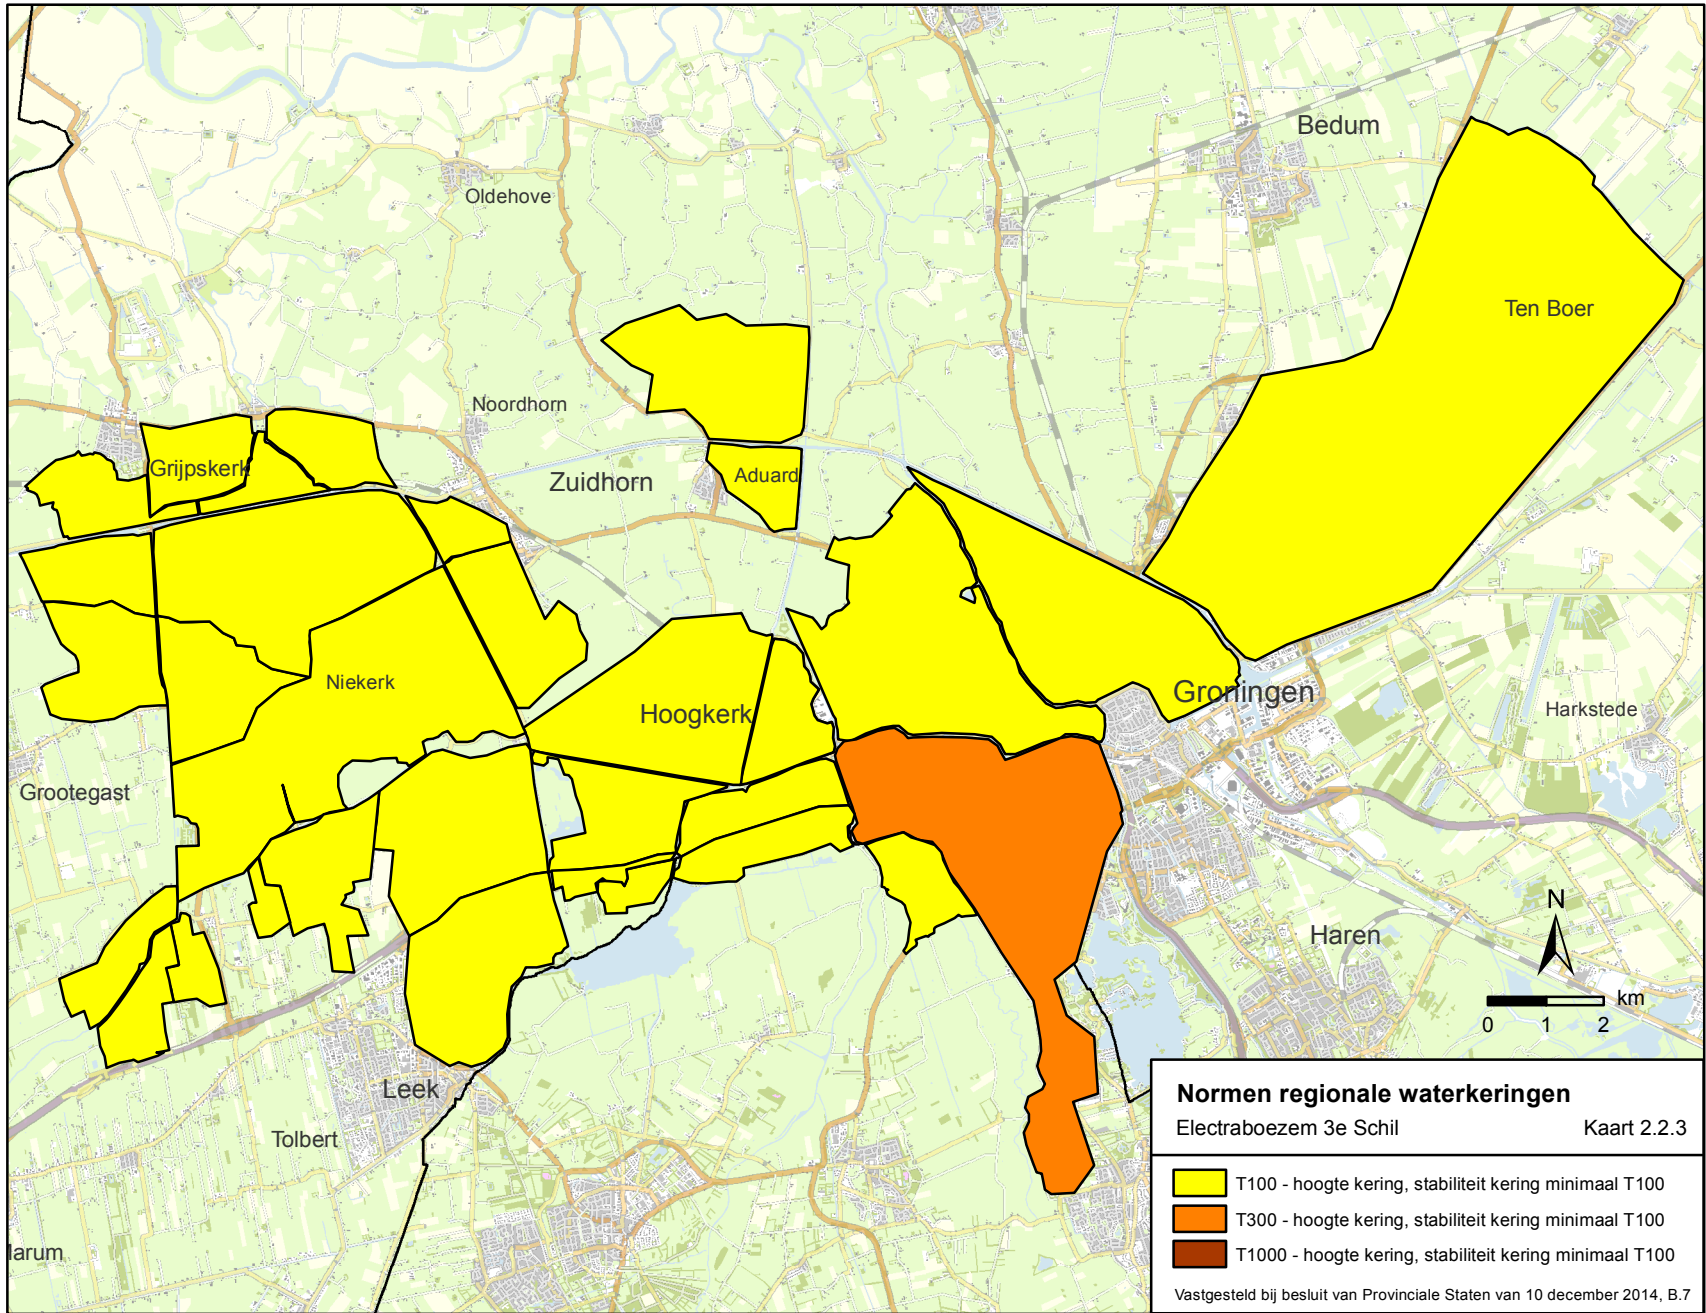 Bedum
Oldehove
Ten Boer
Noordhorn
Grijpskerk
Zuidhorn
Aduard
Niekerk
Groningen
Hoogkerk
Harkstede
Grootegast
N
Haren
km
0 1 2
Leek
Tolbert
arum
Normen regionale waterkeringen
Electraboezem 3e Schil Kaart 2.2.3
T100 - hoogte kering, stabiliteit kering minimaal T100
T300 - hoogte kering, stabiliteit kering minimaal T100
T1000 - hoogte kering, stabiliteit kering minimaal T100
Vastgesteld bij besluit van Provinciale Staten van 10 december 2014, B.7